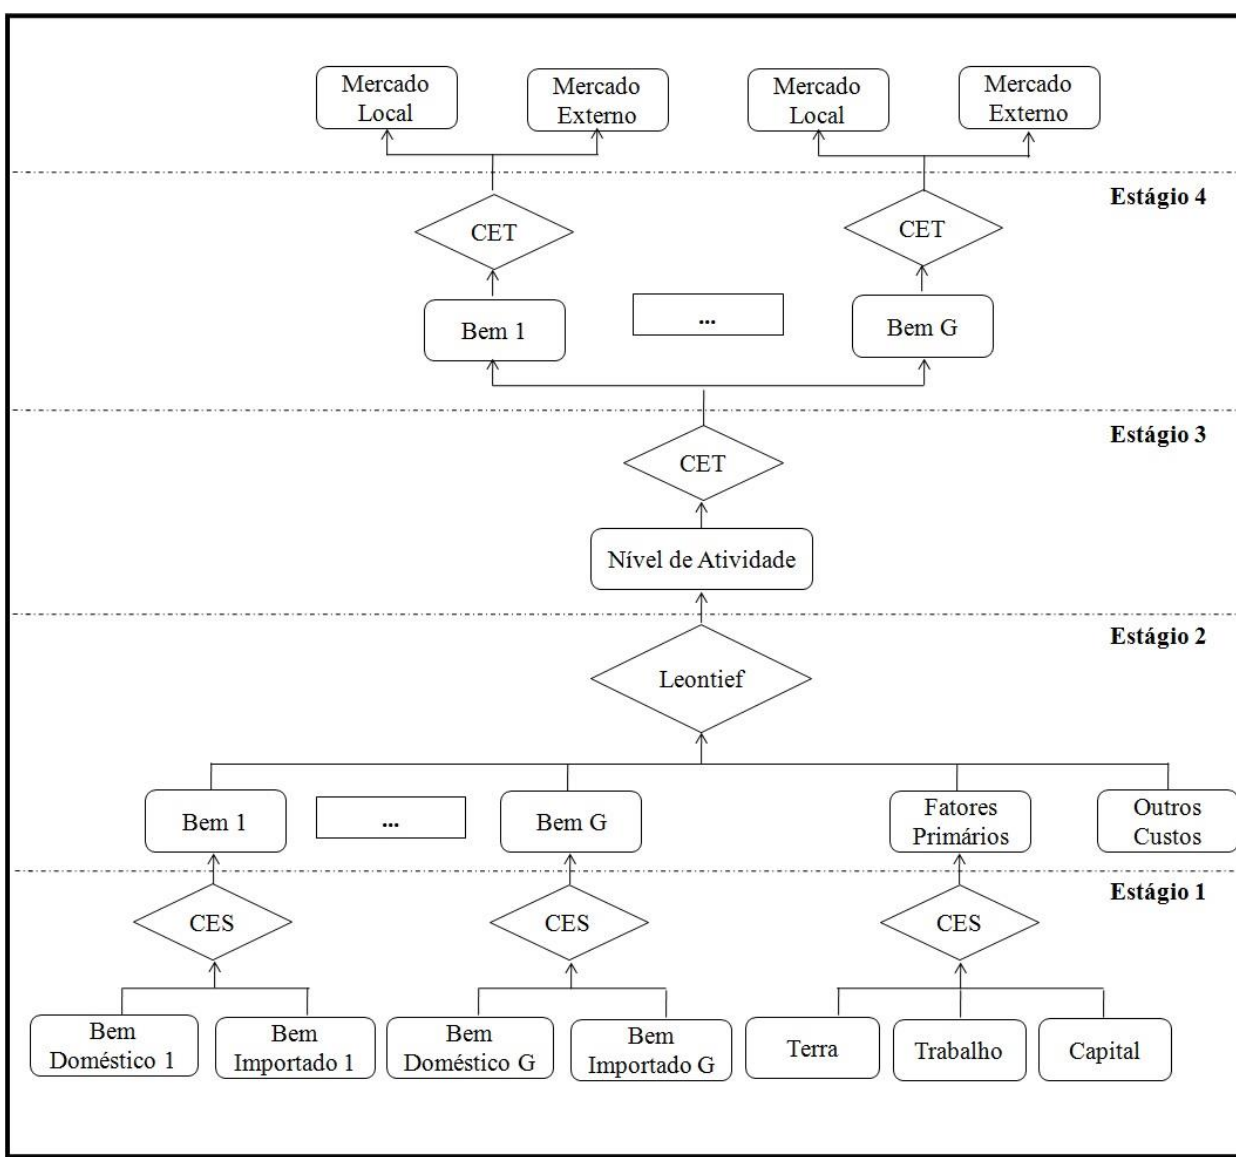 Mercado
Local
Mercado
Externo
Mercado
Local
Mercado
Externo
Estágio 4
CET
CET
Bem 1
...
Bem G
Estágio 3
CET
Nível de Atividade
Estágio 2
Leontief
Bem 1
...
Bem G
Fatores
Primários
Outros
Custos
Estágio 1
CES
CES
CES
Bem
Doméstico 1
Bem
Importado 1
Bem
Doméstico G
Bem
Importado G
Terra
Trabalho
Capital